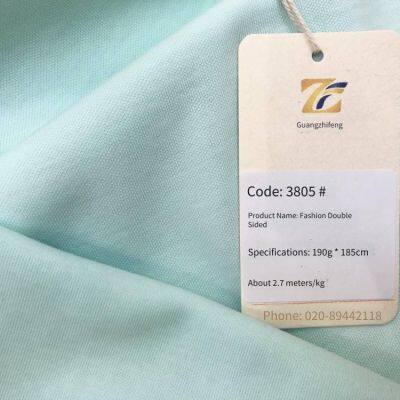 Guangzhifeng
Code: 3805 #
Product Name: Fashion Double
Sided
Specifications: 190g * 185cm
About 2.7 meters/kg
Phone: 020-89442118